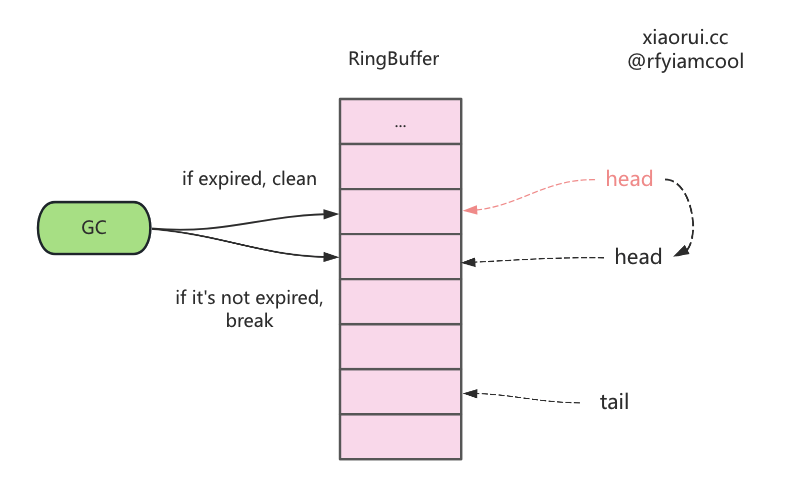 xiaorui.cc
@rfyiamcool
RingBuffer
...
if expired, clean
head
GC
head
if it's not expired,
break
tail